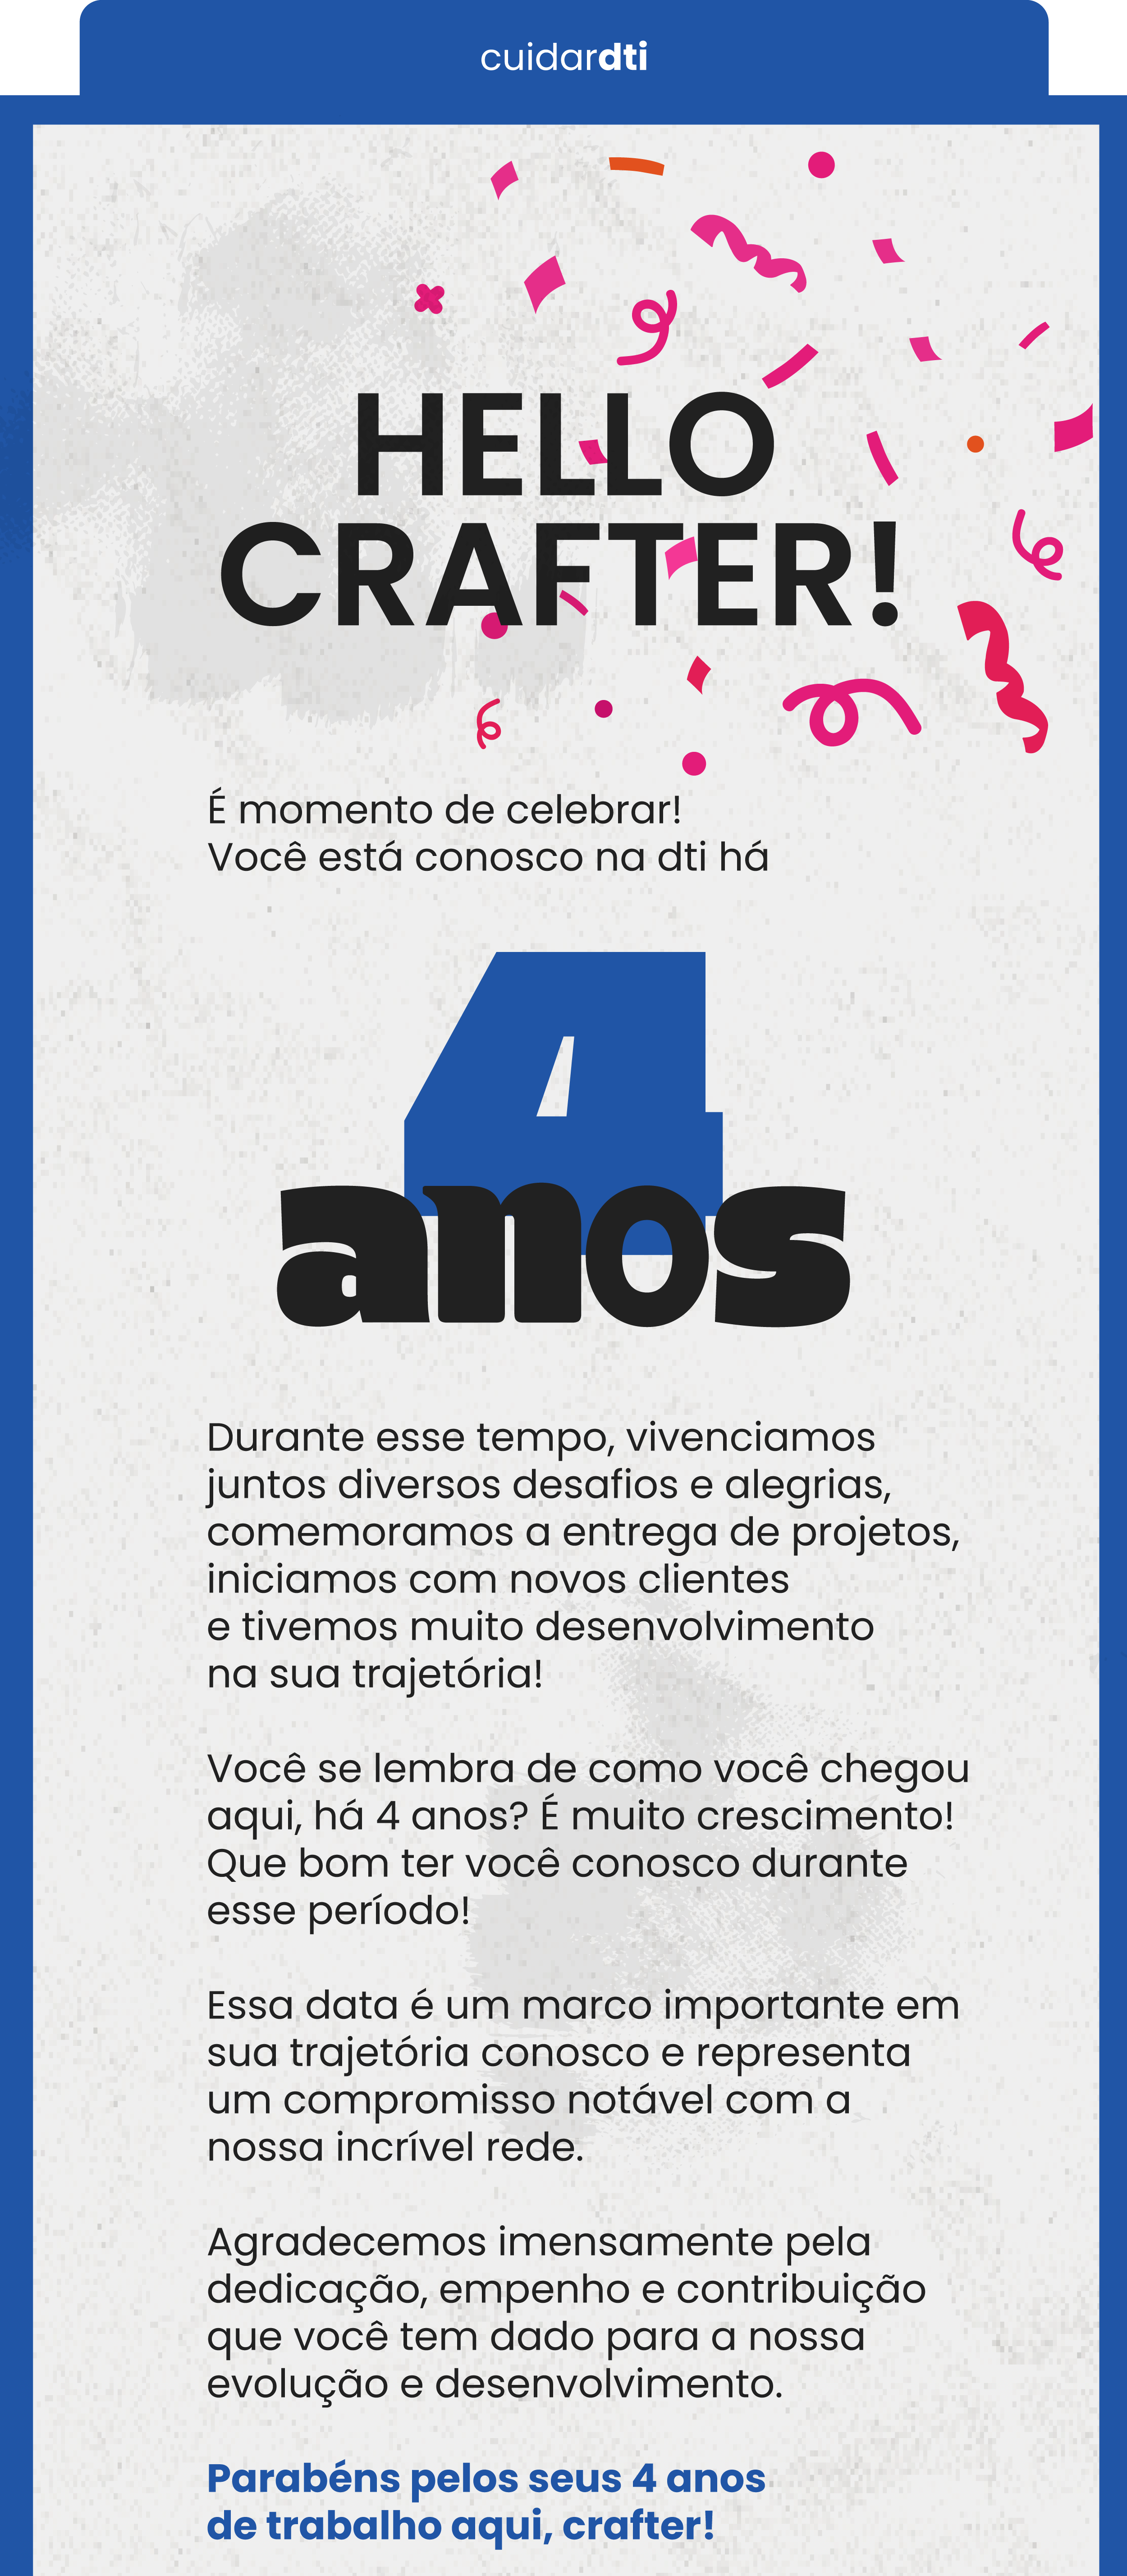 cuidardti
HELLO
CRAFTER!
É momento de celebrar!
Você está conosco na dti há
4
anos
Durante esse tempo, vivenciamos
juntos diversos desafios e alegrias,
comemoramos a entrega de projetos,
iniciamos com novos clientes
e tivemos muito desenvolvimento
na sua trajetória!
Você se lembra de como você chegou
aqui, há 4 anos? É muito crescimento!
Que bom ter você conosco durante
esse período!
Essa data é um marco importante em
sua trajetória conosco e representa
um compromisso notável com a
nossa incrível rede.
Agradecemos imensamente pela
dedicação, empenho e contribuição
que você tem dado para a nossa
evolução e desenvolvimento.
Parabéns pelos seus 4 anos
de trabalho aqui, crafter!